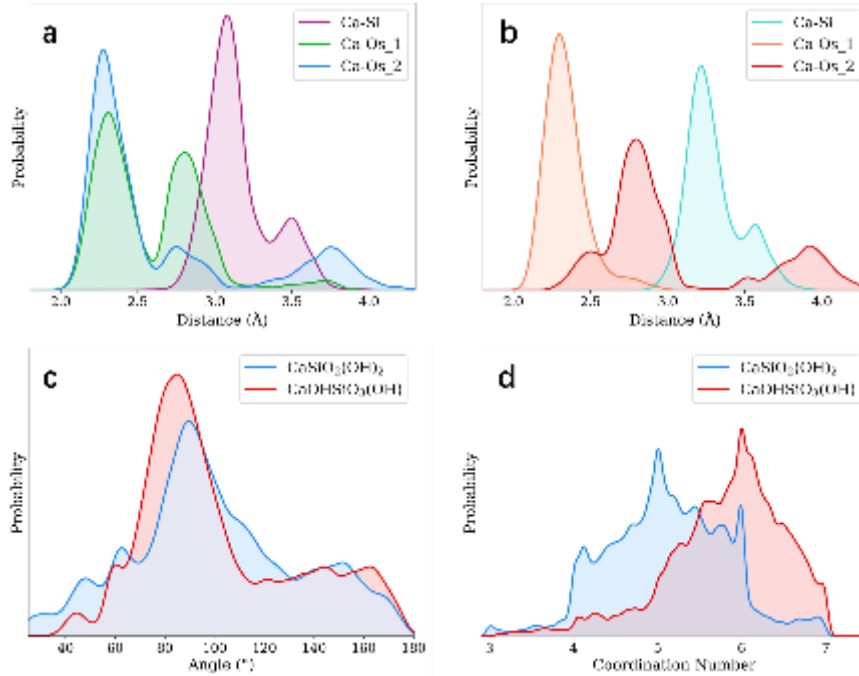 a
Ca-Si
Ca Os_1
Ca-Os_2
Probability
2.0 2.5 3.0 3.5 4.0
Distance (Å)
b
Ca-Si
Ca Os_1
Ca-Os_2
Probability
2.0 2.5 3.0 3.5 4.0
Distance (Å)
c
CaSiO₂(OH)₂
CaOHSiO₃(OH)
Probability
40 60 80 100 120 140 160 180
Angle (°)
d
CaSiO₂(OH)₂
CaOHSiO₃(OH)
Probability
3 4 5 6 7
Coordination Number